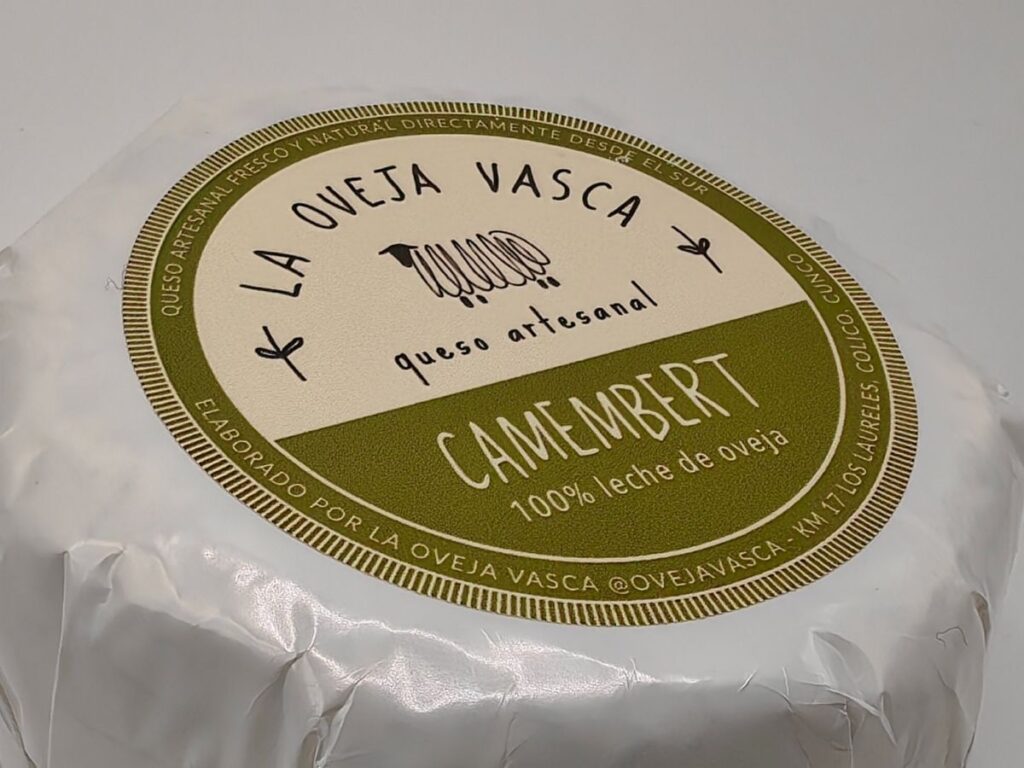 QUESO ARTESANAL FRESCO Y NATURAL DIRECTAMENTE DESDE EL SUR
LA OVEJA VASCA
queso artesanal
CAMEMBERT
100% leche de oveja
ELABORADO POR LA OVEJA VASCA @OVEJAVASCA - KM 17 LOS LAURELES, COLICO. CUNCO